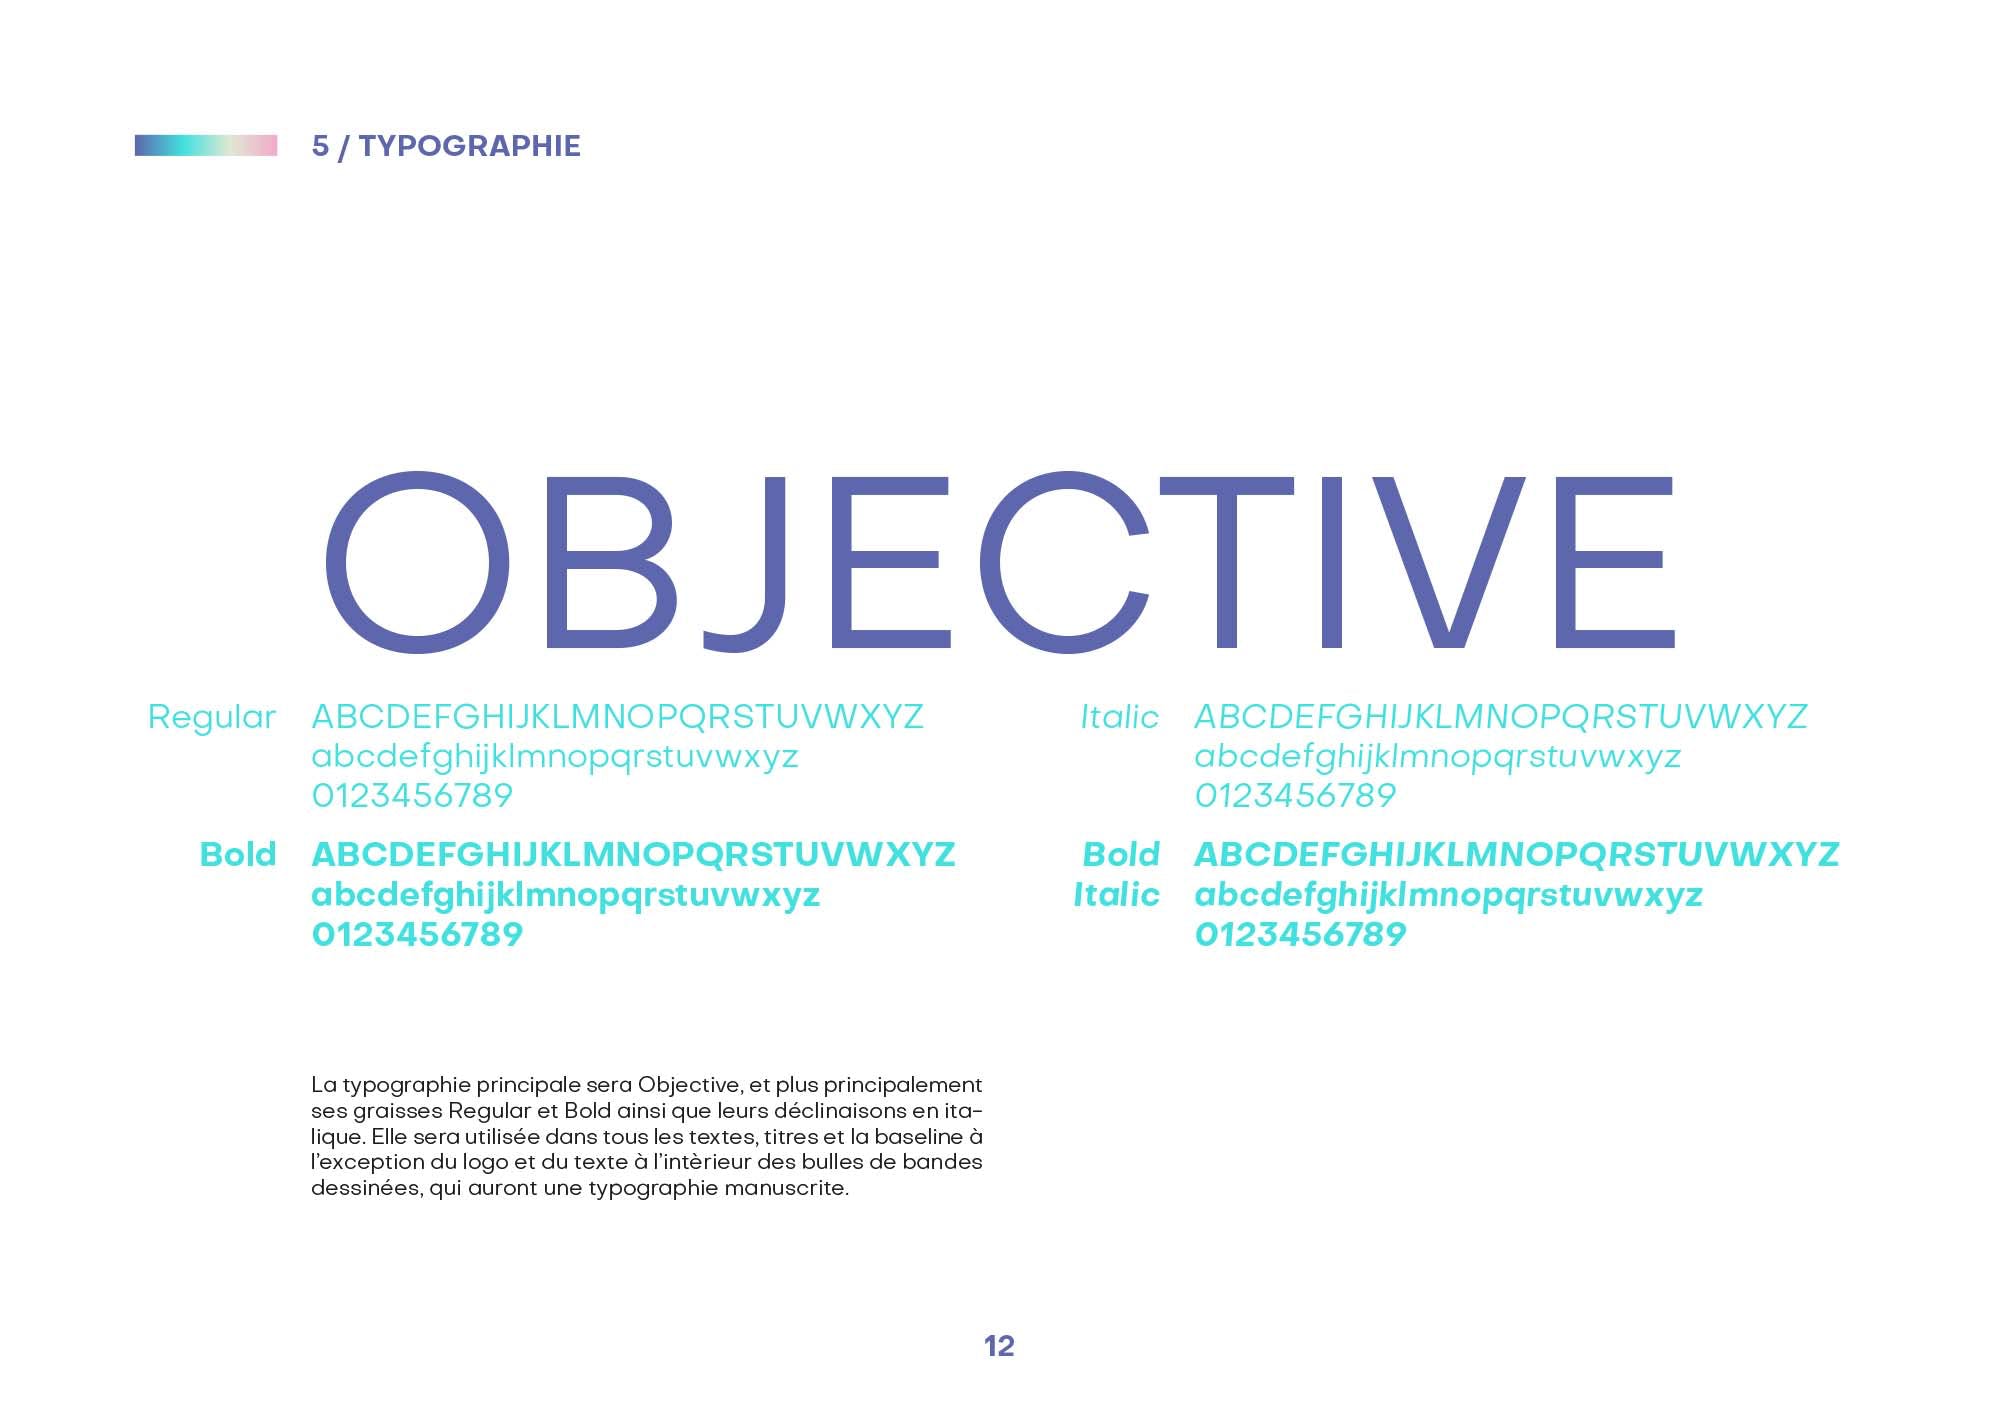 5 / TYPOGRAPHIE
OBJECTIVE
Regular
ABCDEFGHIJKLMNOPQRSTUVWXYZ
abcdefghijklmnopqrstuvwxyz
0123456789
Italic
ABCDEFGHIJKLMNOPQRSTUVWXYZ
abcdefghijklmnopqrstuvwxyz
0123456789
Bold
ABCDEFGHIJKLMNOPQRSTUVWXYZ
abcdefghijklmnopqrstuvwxyz
0123456789
Bold
Italic
ABCDEFGHIJKLMNOPQRSTUVWXYZ
abcdefghijklmnopqrstuvwxyz
0123456789
La typographie principale sera Objective, et plus principalement
ses graisses Regular et Bold ainsi que leurs déclinaisons en ita-
lique. Elle sera utilisée dans tous les textes, titres et la baseline à
l’exception du logo et du texte à l’intèrieur des bulles de bandes
dessinées, qui auront une typographie manuscrite.
12